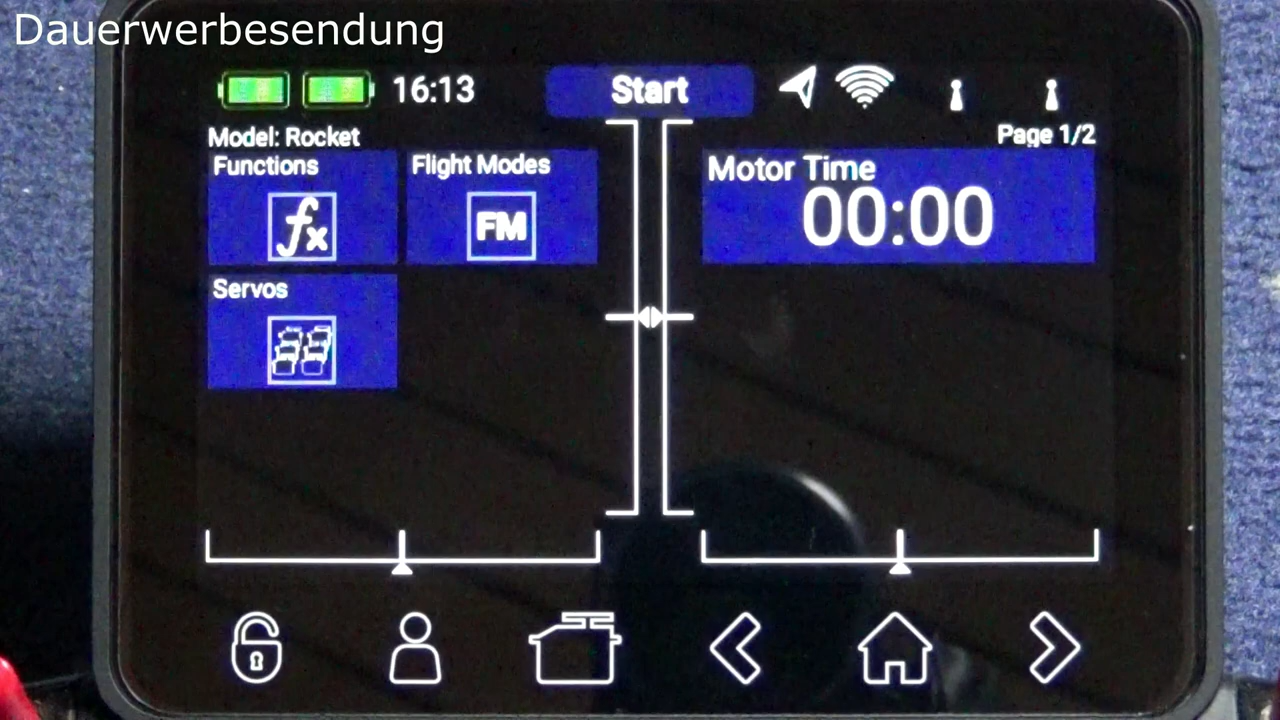 Dauerwerbesendung
16:13
Start
Model: Rocket
Page 1/2
Functions
Flight Modes
Motor Time
fx
FM
00:00
Servos